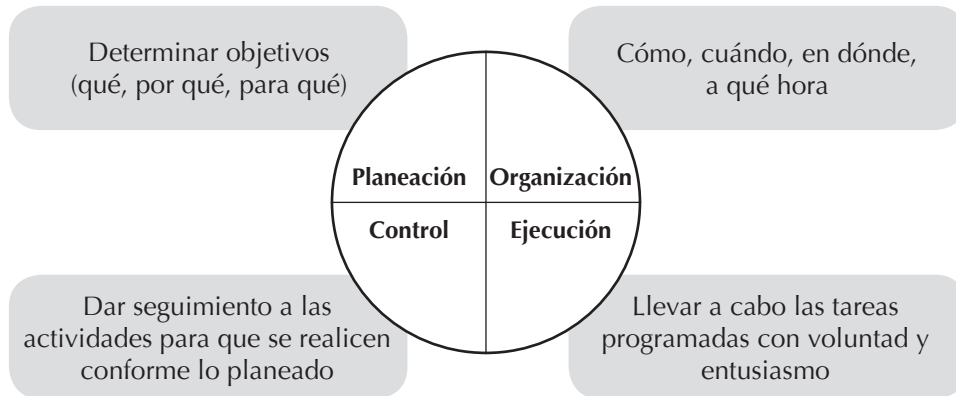 Determinar objetivos
(qué, por qué, para qué)
Cómo, cuándo, en dónde,
a qué hora
Planeación
Organización
Control
Ejecución
Dar seguimiento a las
actividades para que se realicen
conforme lo planeado
Llevar a cabo las tareas
programadas con voluntad y
entusiasmo